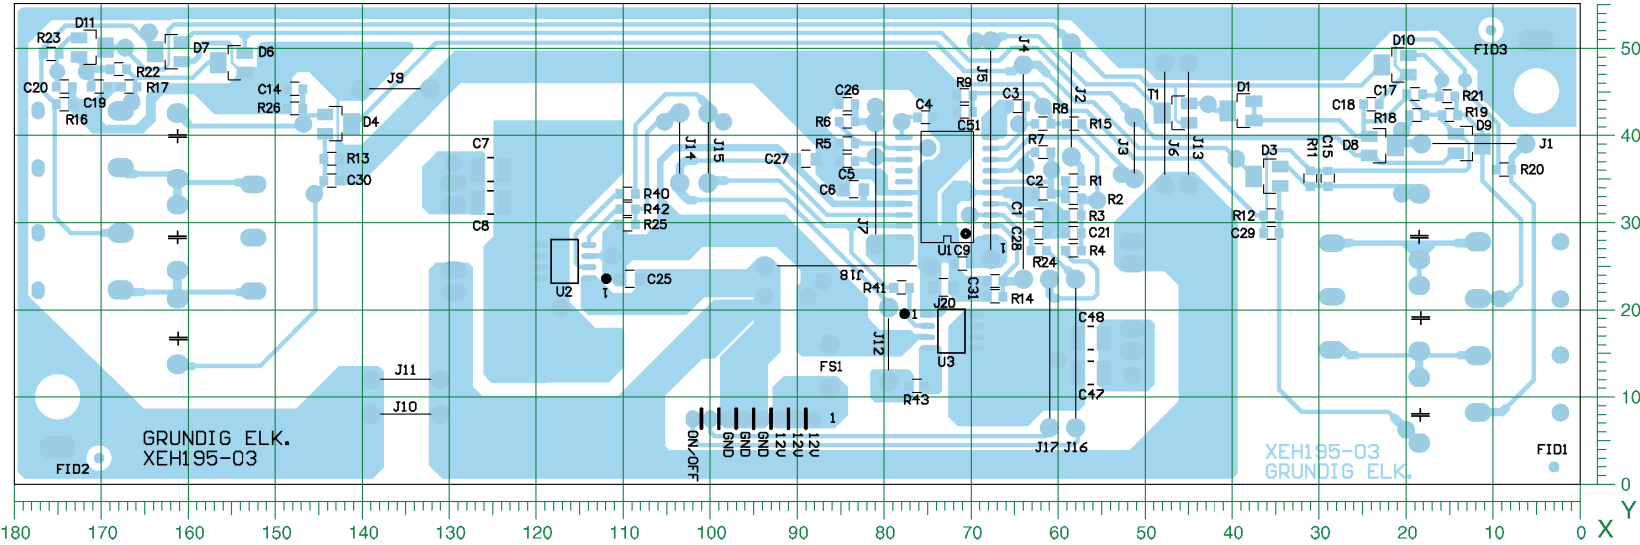 D11
R23
D7
D6
R22
C20
C19
R17
R16
C14
R26
J9
D4
R13
C30
C7
C8
J14
J15
R40
R42
R25
C25
U2
1
J18
C26
R6
R5
C27
C5
C6
J7
C4
R9
C51
J5
J4
C3
R8
J2
R15
R7
C2
R1
R2
C1
R3
C28
C21
R4
R24
U1
C9
1
C31
R14
R41
J20
1
U3
J12
FS1
R43
C48
C47
J3
T1
D1
J6
J13
D3
R11
C15
R12
C29
D10
FID3
C17
C18
R18
R21
R19
D9
D8
J1
R20
J11
J10
GRUNDIG ELK.
XEH195-03
FID2
ON/OFF
GND
GND
GND
12V
12V
12V
1
J17
J16
XEH195-03
GRUNDIG ELK.
FID1
50
40
30
20
10
0
180
170
160
150
140
130
120
110
100
90
80
70
60
50
40
30
20
10
0
X
Y